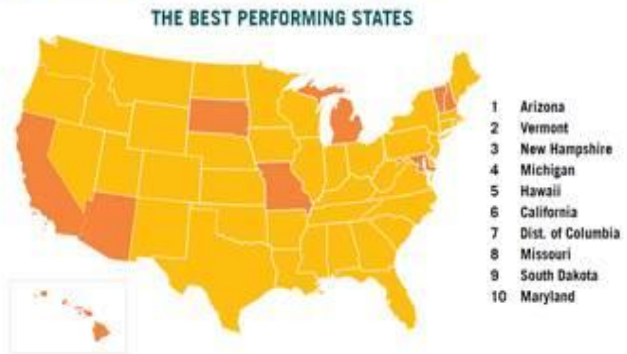 THE BEST PERFORMING STATES
1 Arizona
2 Vermont
3 New Hampshire
4 Michigan
5 Hawaii
6 California
7 Dist. of Columbia
8 Missouri
9 South Dakota
10 Maryland